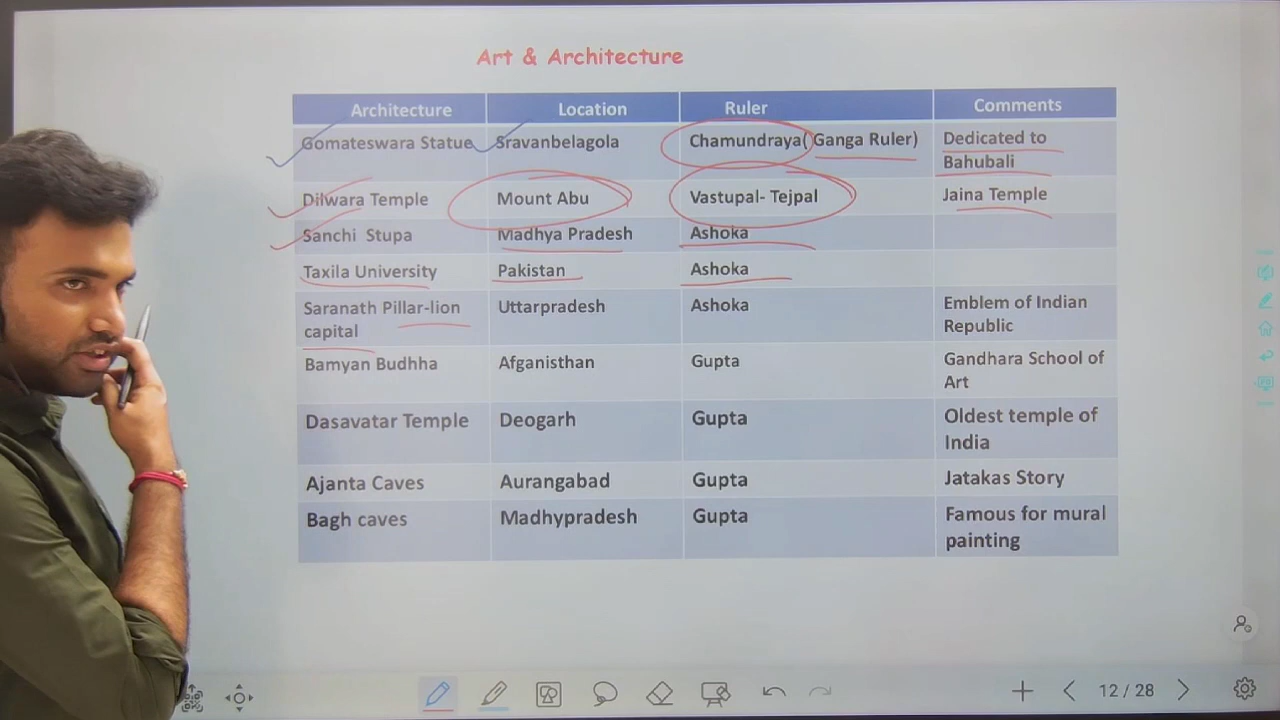 Art & Architecture
Architecture Location Ruler Comments
Gomateswara Statue Sravanbelagola Chamundraya( Ganga Ruler) Dedicated to
Bahubali
Dilwara Temple Mount Abu Vastupal- Tejpal Jaina Temple
Sanchi Stupa Madhya Pradesh Ashoka
Taxila University Pakistan Ashoka
Saranath Pillar-lion Uttarpradesh Ashoka Emblem of Indian
capital Republic
Bamyan Budhha Afganisthan Gupta Gandhara School of
Art
Dasavatar Temple Deogarh Gupta Oldest temple of
India
Ajanta Caves Aurangabad Gupta Jatakas Story
Bagh caves Madhypradesh Gupta Famous for mural
painting
12 / 28